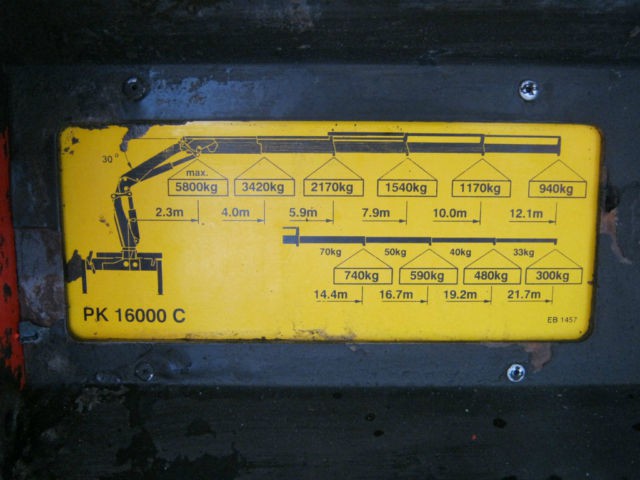 30°
max.
5800kg 3420kg 2170kg 1540kg 1170kg 940kg
2.3m 4.0m 5.9m 7.9m 10.0m 12.1m
70kg 50kg 40kg 33kg
740kg 590kg 480kg 300kg
14.4m 16.7m 19.2m 21.7m
PK 16000 C
EB 1457